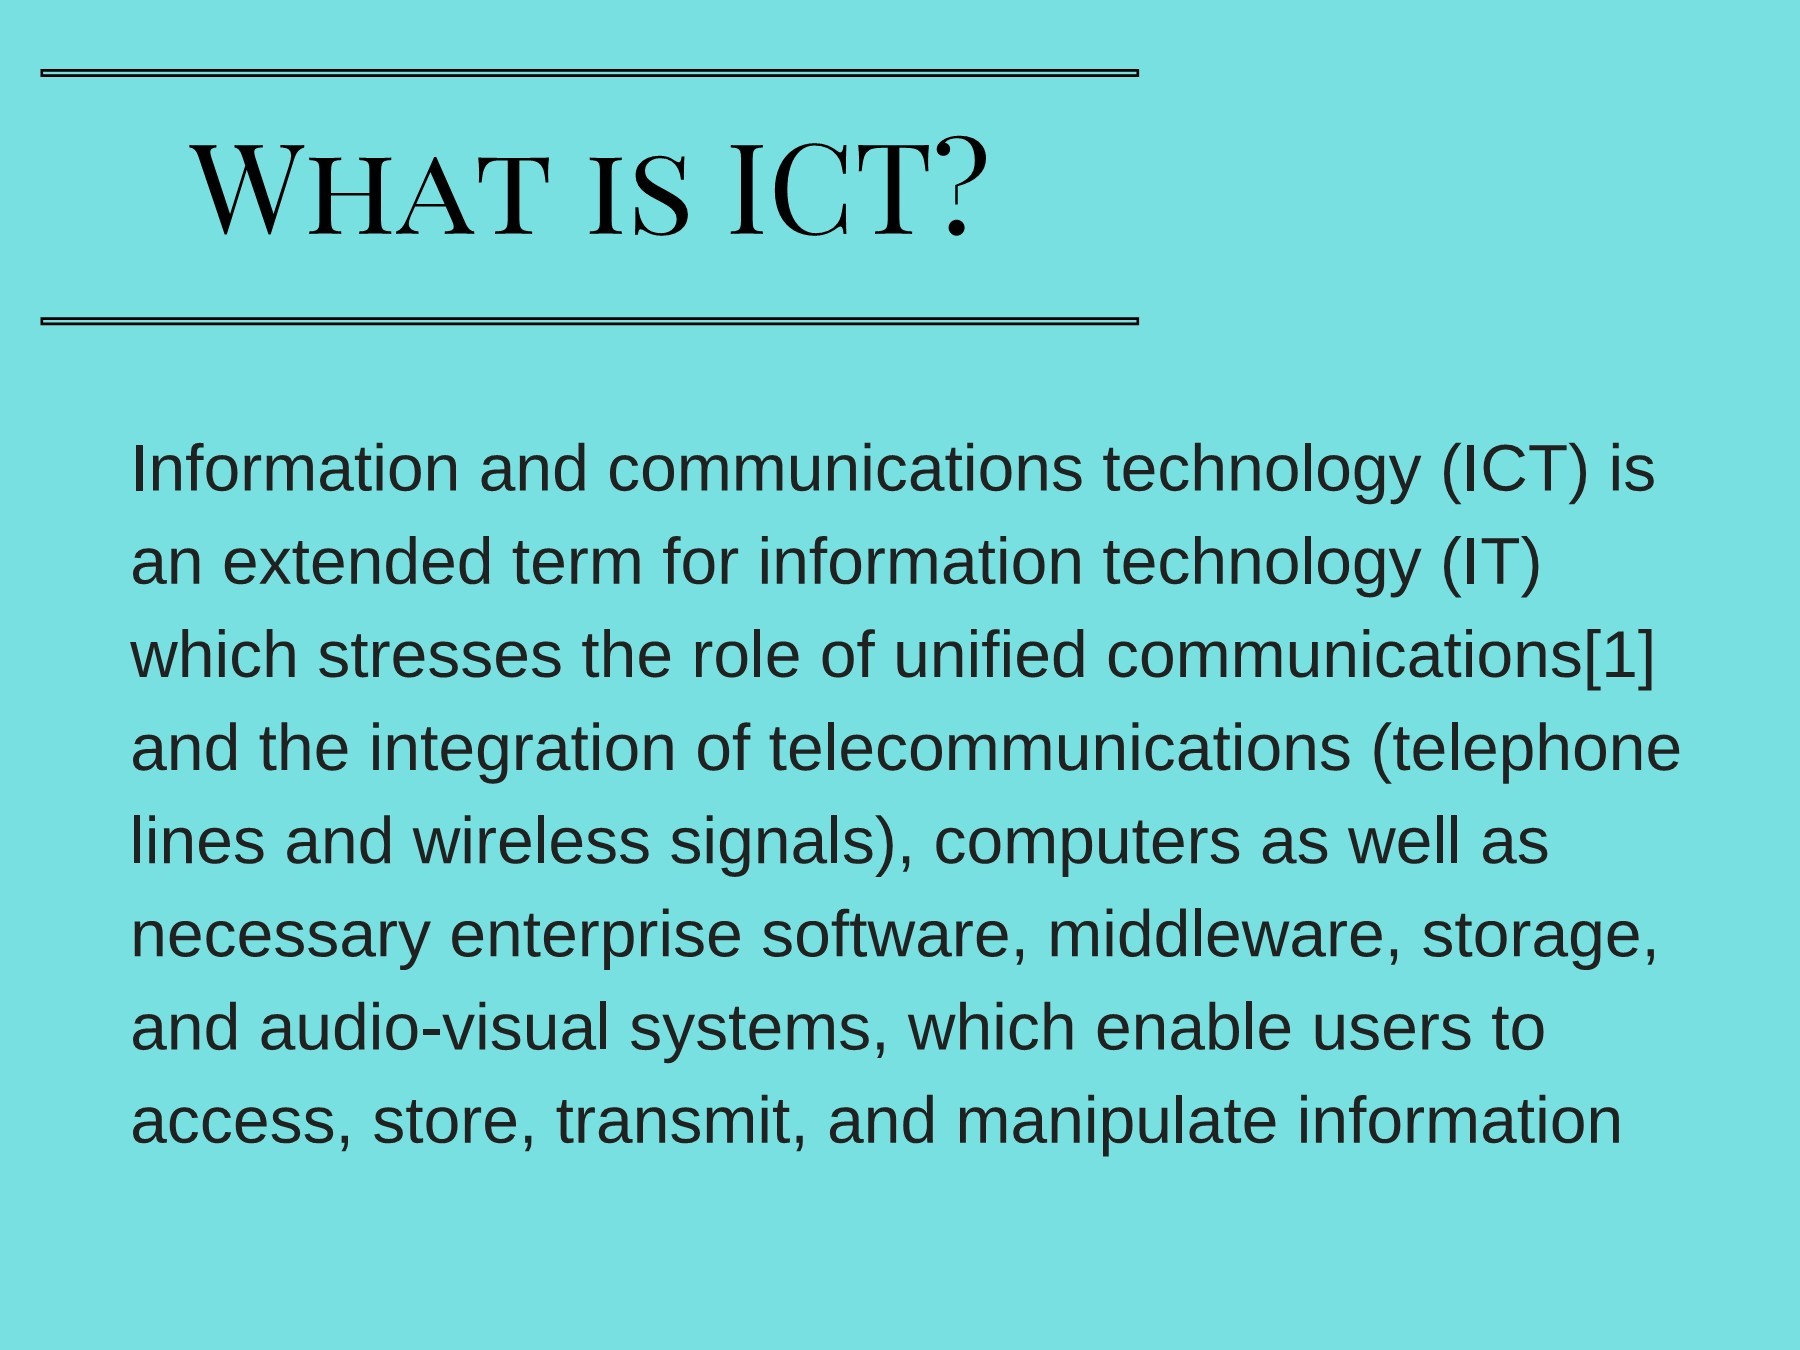 What is ICT?
Information and communications technology (ICT) is
an extended term for information technology (IT)
which stresses the role of unified communications[1]
and the integration of telecommunications (telephone
lines and wireless signals), computers as well as
necessary enterprise software, middleware, storage,
and audio-visual systems, which enable users to
access, store, transmit, and manipulate information